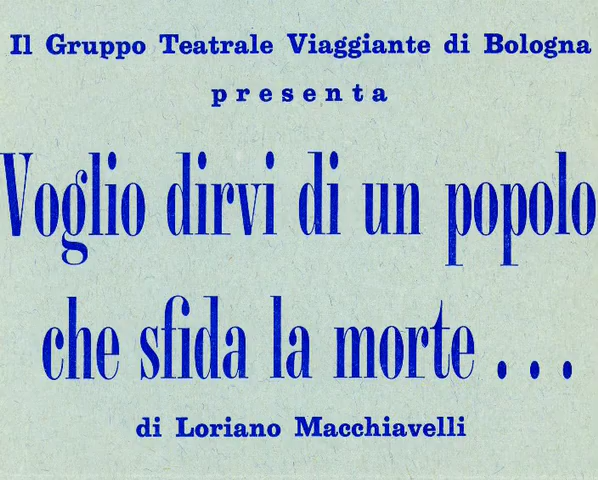 Il Gruppo Teatrale Viaggiante di Bologna
presenta
Voglio dirvi di un popolo
che sfida la morte . . .
di Loriano Macchiavelli